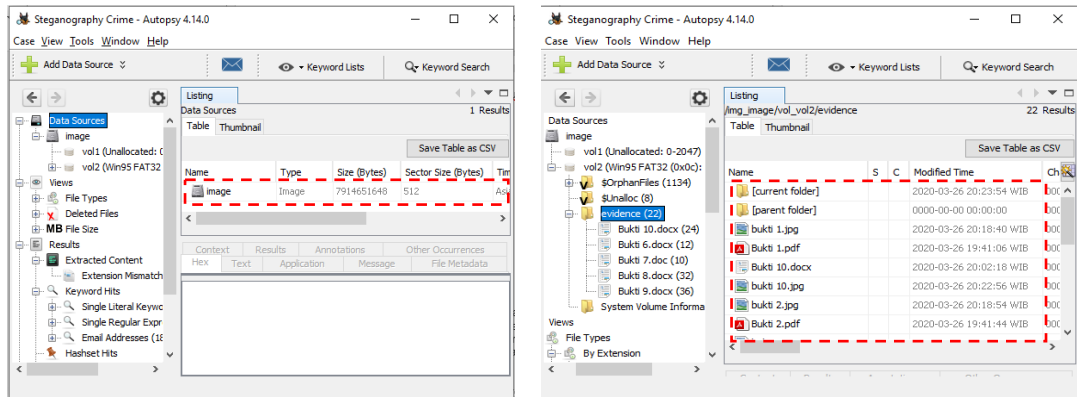 Steganography Crime - Autopsy 4.14.0
Case View Tools Window Help
Add Data Source
Keyword Lists
Keyword Search
Data Sources
image
vol1 (Unallocated: 0
vol2 (Win95 FAT32
Views
File Types
Deleted Files
MB File Size
Results
Extracted Content
Extension Mismatch
Keyword Hits
Single Literal Keywo
Single Regular Expr
Email Addresses (18
Hashset Hits
Listing
Data Sources
1 Results
Table Thumbnail
Save Table as CSV
Name Type Size (Bytes) Sector Size (Bytes) Tim
image Image 7914651648 512
Context Results Annotations Other Occurrences
Hex Text Application Message File Metadata
Steganography Crime - Autopsy 4.14.0
Case View Tools Window Help
Add Data Source
Keyword Lists
Keyword Search
Data Sources
image
vol1 (Unallocated: 0-2047)
vol2 (Win95 FAT32 (0x0c):
$OrphanFiles (1134)
$Unalloc (8)
evidence (22)
Bukti 10.docx (24)
Bukti 6.docx (12)
Bukti 7.doc (10)
Bukti 8.docx (32)
Bukti 9.docx (36)
System Volume Informa
Views
File Types
By Extension
Listing
/img_image/vol_vol2/evidence
22 Results
Table Thumbnail
Save Table as CSV
Name S C Modified Time Ch
[current folder] 2020-03-26 20:23:54 WIB
[parent folder] 0000-00-00 00:00:00
bukti 1.jpg 2020-03-26 20:18:40 WIB
Bukti 1.pdf 2020-03-26 19:41:06 WIB
Bukti 10.docx 2020-03-26 20:02:18 WIB
bukti 10.jpg 2020-03-26 20:22:56 WIB
bukti 2.jpg 2020-03-26 20:18:54 WIB
Bukti 2.pdf 2020-03-26 19:41:44 WIB